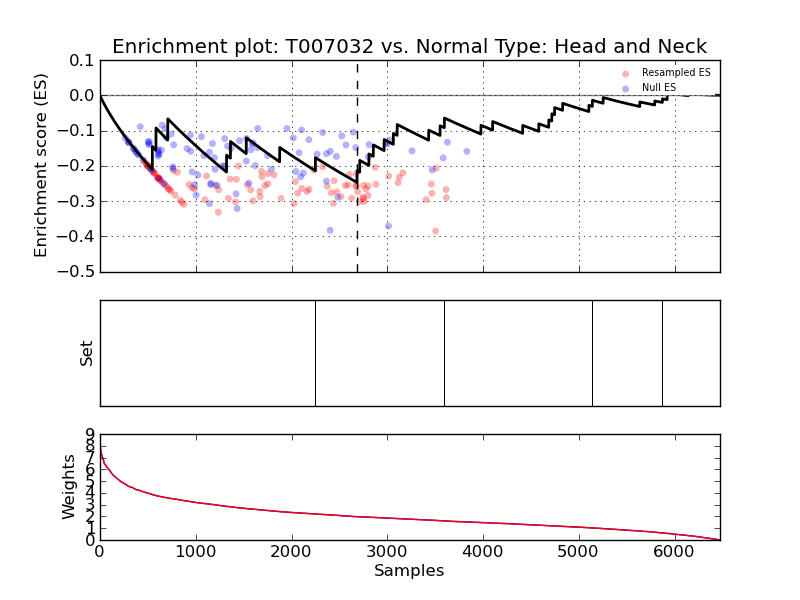 Enrichment plot: T007032 vs. Normal Type: Head and Neck
Enrichment score (ES)
0.1
0.0
−0.1
−0.2
−0.3
−0.4
−0.5
Resampled ES
Null ES
Set
Weights
9
8
7
6
5
4
3
2
1
0
0 1000 2000 3000 4000 5000 6000
Samples